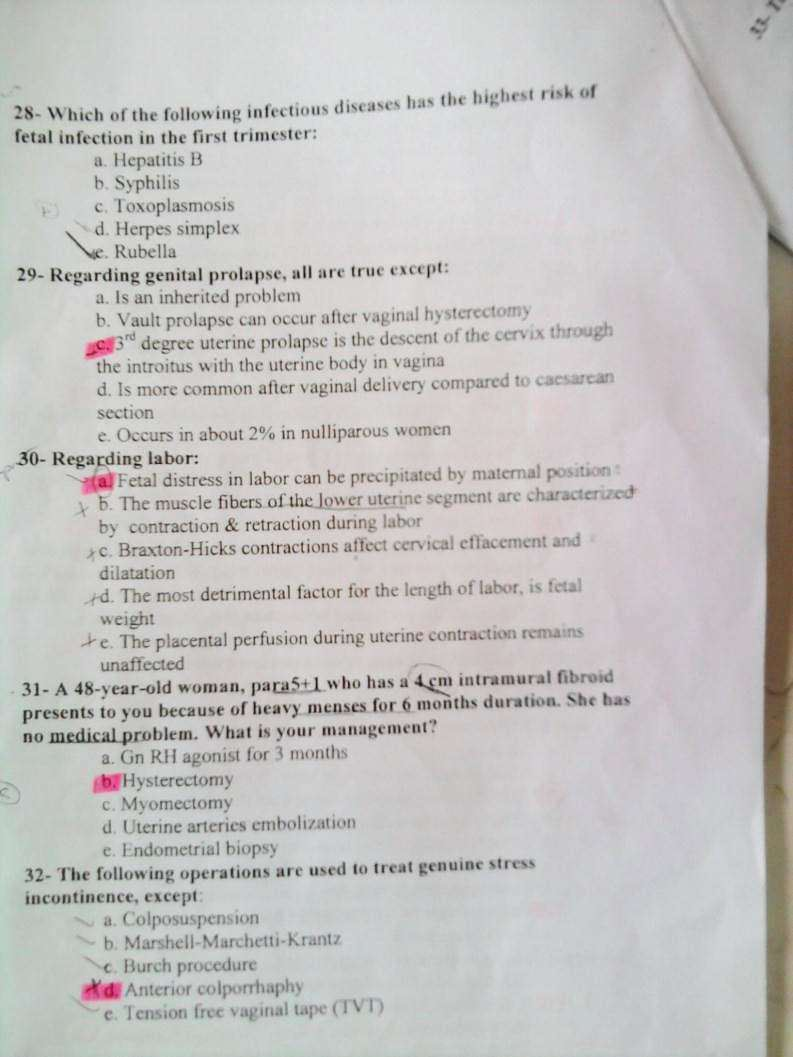 28- Which of the following infectious diseases has the highest risk of
fetal infection in the first trimester:
a. Hepatitis B
b. Syphilis
c. Toxoplasmosis
d. Herpes simplex
e. Rubella
29- Regarding genital prolapse, all are true except:
a. Is an inherited problem
b. Vault prolapse can occur after vaginal hysterectomy
c. 3rd degree uterine prolapse is the descent of the cervix through
the introitus with the uterine body in vagina
d. Is more common after vaginal delivery compared to caesarean
section
e. Occurs in about 2% in nulliparous women
30- Regarding labor:
a. Fetal distress in labor can be precipitated by maternal position
b. The muscle fibers of the lower uterine segment are characterized
by contraction & retraction during labor
c. Braxton-Hicks contractions affect cervical effacement and
dilatation
d. The most detrimental factor for the length of labor, is fetal
weight
e. The placental perfusion during uterine contraction remains
unaffected
31- A 48-year-old woman, para5+1 who has a 4 cm intramural fibroid
presents to you because of heavy menses for 6 months duration. She has
no medical problem. What is your management?
a. Gn RH agonist for 3 months
b. Hysterectomy
c. Myomectomy
d. Uterine arteries embolization
e. Endometrial biopsy
32- The following operations are used to treat genuine stress
incontinence, except:
a. Colposuspension
b. Marshell-Marchetti-Krantz
c. Burch procedure
d. Anterior colporrhaphy
e. Tension free vaginal tape (TVT)